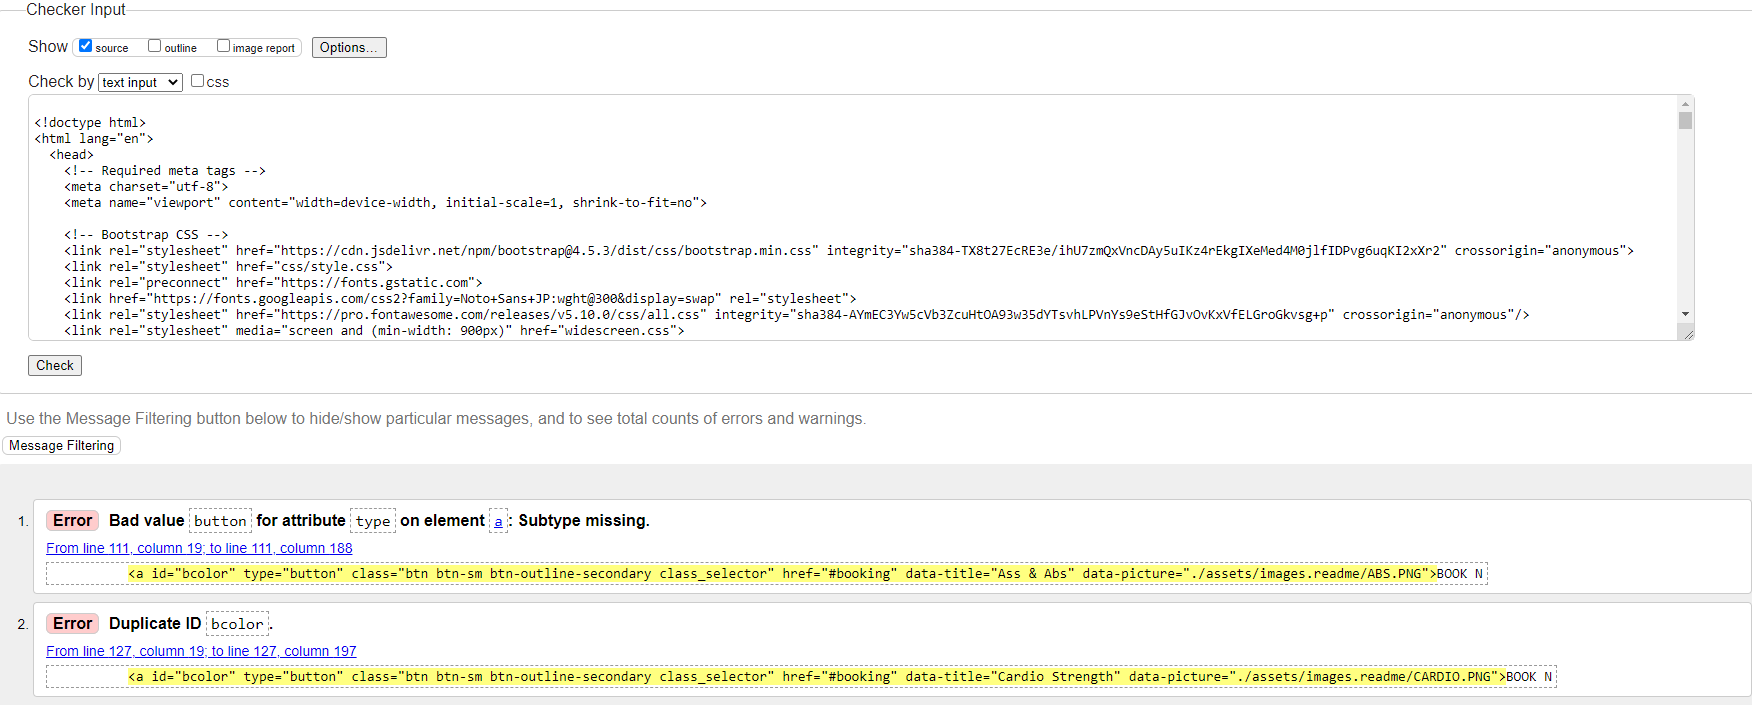 Checker Input
Show source outline image report Options...
Check by text input css
<!doctype html>
<html lang="en">
<head>
<!-- Required meta tags -->
<meta charset="utf-8">
<meta name="viewport" content="width=device-width, initial-scale=1, shrink-to-fit=no">
<!-- Bootstrap CSS -->
<link rel="stylesheet" href="https://cdn.jsdelivr.net/npm/bootstrap@4.5.3/dist/css/bootstrap.min.css" integrity="sha384-TX8t27EcRE3e/ihU7zmQxVncDAy5uIKz4rEkgIXeMed4M0jlfIDPvg6uqKI2xXr2" crossorigin="anonymous">
<link rel="stylesheet" href="css/style.css">
<link rel="preconnect" href="https://fonts.gstatic.com">
<link href="https://fonts.googleapis.com/css2?family=Noto+Sans+JP:wght@300&display=swap" rel="stylesheet">
<link rel="stylesheet" href="https://pro.fontawesome.com/releases/v5.10.0/css/all.css" integrity="sha384-AYmEC3Yw5cVb3ZcuHtOA93w35dYTsvhLPVnYs9eStHfGJvOvKxVfELGroGkvsg+p" crossorigin="anonymous"/>
<link rel="stylesheet" media="screen and (min-width: 900px)" href="widescreen.css">
Check
Use the Message Filtering button below to hide/show particular messages, and to see total counts of errors and warnings.
Message Filtering
1. Error Bad value button for attribute type on element a: Subtype missing.
From line 111, column 19; to line 111, column 188
<a id="bcolor" type="button" class="btn btn-sm btn-outline-secondary class_selector" href="#booking" data-title="Ass & Abs" data-picture="./assets/images.readme/ABS.PNG">BOOK N
2. Error Duplicate ID bcolor.
From line 127, column 19; to line 127, column 197
<a id="bcolor" type="button" class="btn btn-sm btn-outline-secondary class_selector" href="#booking" data-title="Cardio Strength" data-picture="./assets/images.readme/CARDIO.PNG">BOOK N